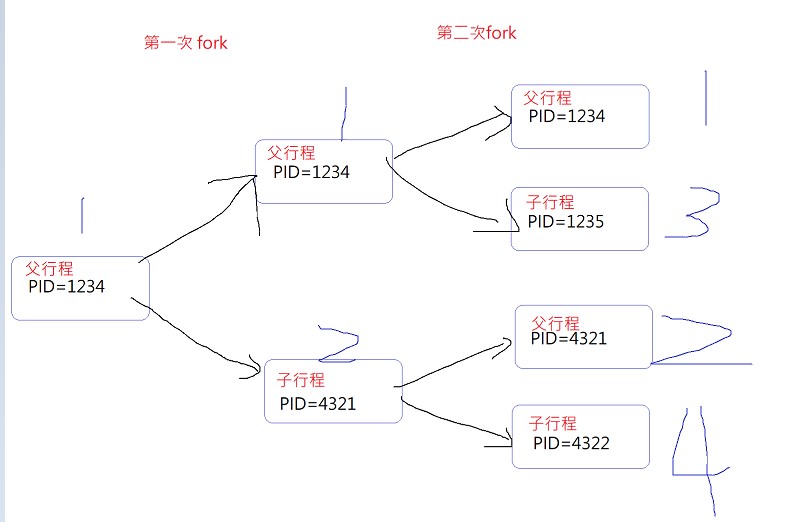 第一次 fork
第二次fork
1
父行程
PID=1234
1
父行程
PID=1234
2
子行程
PID=4321
父行程
PID=1234
1
子行程
PID=1235
3
父行程
PID=4321
2
子行程
PID=4322
4